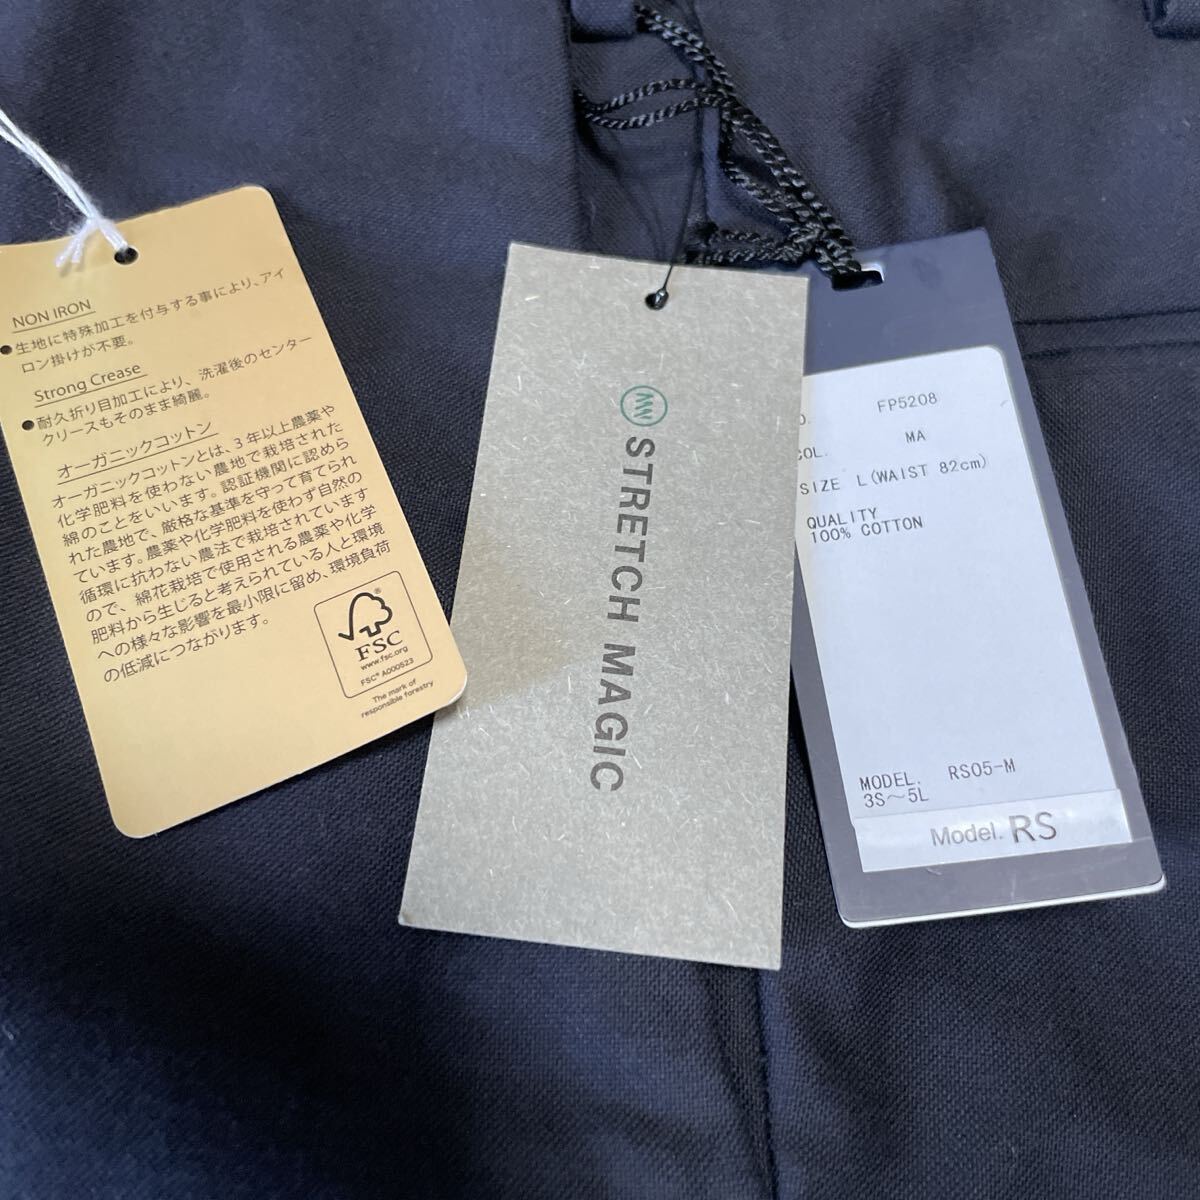 NON IRON
●生地に特殊加工を付与する事により、アイ
ロン掛けが不要。
Strong Crease
●耐久折り目加工により、洗濯後のセンター
クリースもそのまま綺麗。
オーガニックコットン
オーガニックコットンとは、3年以上農薬や
化学肥料を使わない農地で栽培された
綿のことをいいます。認証機関に認めら
れた農地で、厳格な基準を守って育てられ
ています。農薬や化学肥料を使わず自然の
循環に抗わない農法で栽培されています
ので、綿花栽培で使用される農薬や化学
肥料から生じると考えられている人と環境
への様々な影響を最小限に留め、環境負荷
の低減につながります。
FSC
www.fsc.org
FSC® A000523
The mark of
responsible forestry
STRETCH MAGIC
O. FP5208
COL. MA
SIZE L(WAIST 82cm)
QUALITY
100% COTTON
MODEL. RS05-M
3S～5L
Model. RS